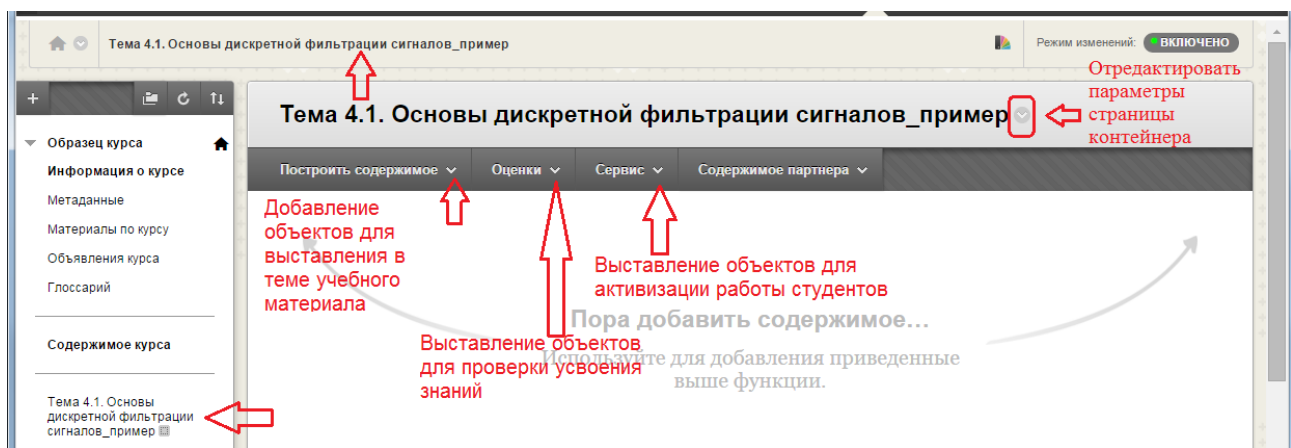 Тема 4.1. Основы дискретной фильтрации сигналов_пример
Режим изменений:
ВКЛЮЧЕНО
Отредактировать
параметры
страницы
контейнера
Тема 4.1. Основы дискретной фильтрации сигналов_пример
Образец курса
Информация о курсе
Метаданные
Материалы по курсу
Объявления курса
Глоссарий
Содержимое курса
Тема 4.1. Основы
дискретной фильтрации
сигналов_пример
Построить содержимое
Оценки
Сервис
Содержимое партнера
Добавление
объектов для
выставления в
теме учебного
материала
Выставление объектов для
активизации работы студентов
Пора добавить содержимое...
Выставление объектов
для проверки усвоения
знаний
Используйте для добавления приведенные
выше функции.